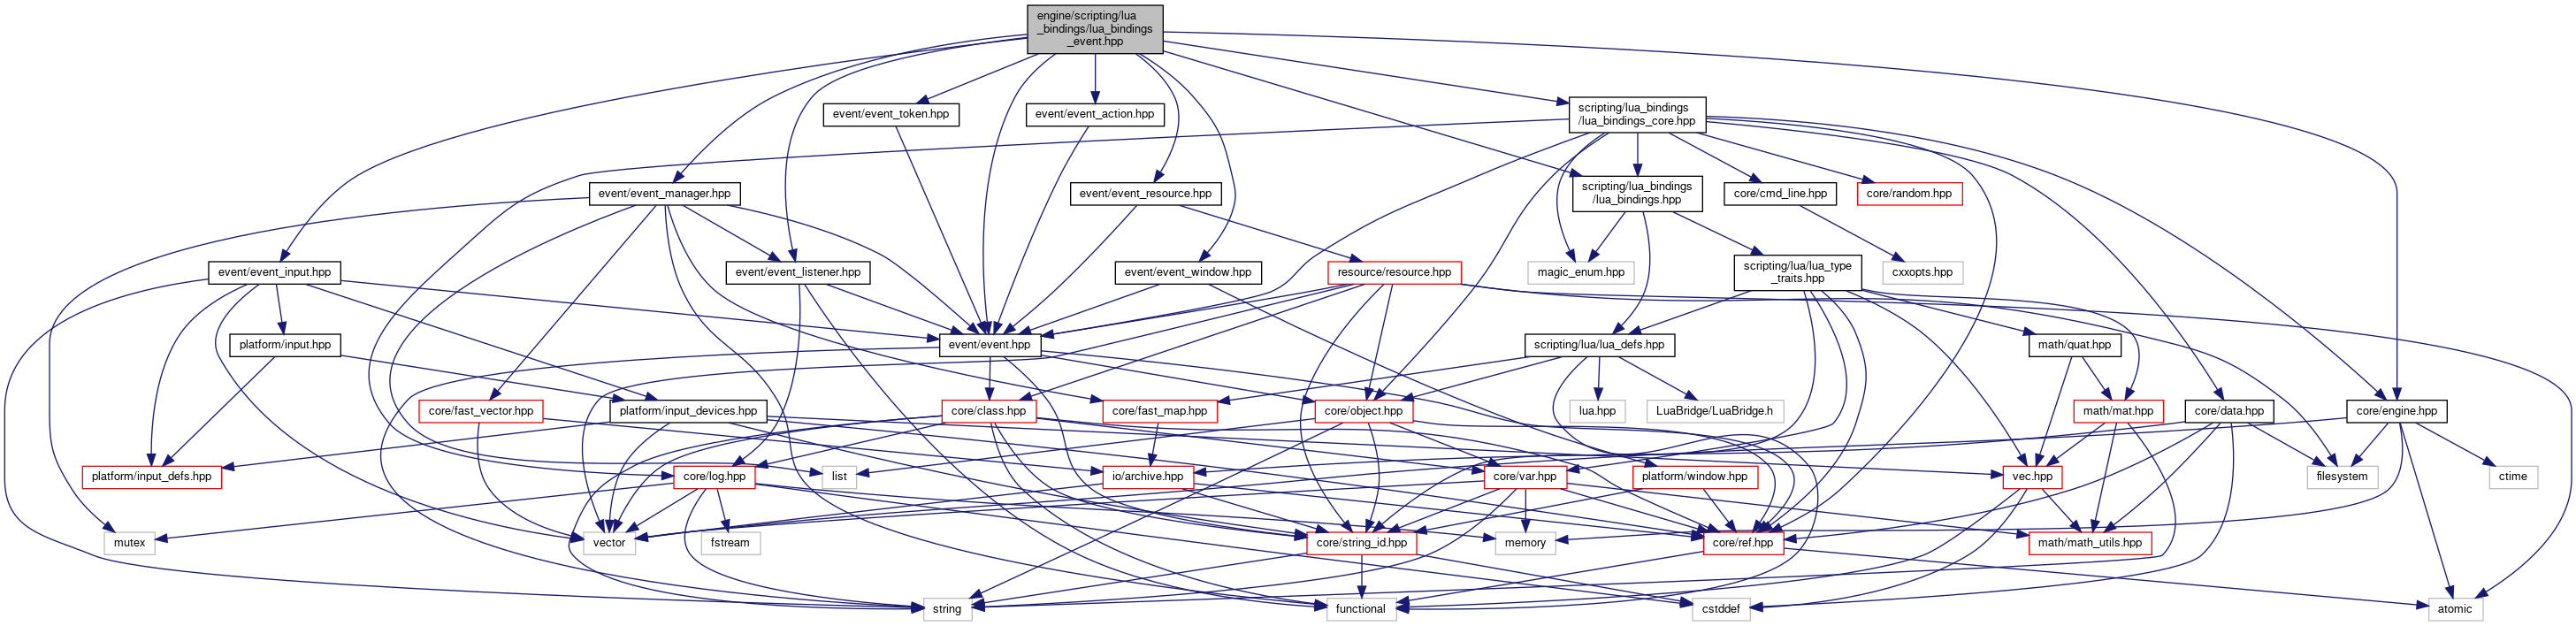 engine/scripting/lua
_bindings/lua_bindings
_event.hpp
event/event_token.hpp
event/event_action.hpp
scripting/lua_bindings
/lua_bindings_core.hpp
event/event_manager.hpp
event/event_resource.hpp
scripting/lua_bindings
/lua_bindings.hpp
core/cmd_line.hpp
core/random.hpp
event/event_input.hpp
event/event_listener.hpp
event/event_window.hpp
resource/resource.hpp
magic_enum.hpp
scripting/lua/lua_type
_traits.hpp
cxxopts.hpp
platform/input.hpp
event/event.hpp
scripting/lua/lua_defs.hpp
math/quat.hpp
core/fast_vector.hpp
platform/input_devices.hpp
core/class.hpp
core/fast_map.hpp
core/object.hpp
lua.hpp
LuaBridge/LuaBridge.h
math/mat.hpp
core/data.hpp
core/engine.hpp
platform/input_defs.hpp
core/log.hpp
list
io/archive.hpp
core/var.hpp
platform/window.hpp
vec.hpp
filesystem
ctime
mutex
vector
fstream
memory
core/string_id.hpp
core/ref.hpp
math/math_utils.hpp
string
functional
cstddef
atomic